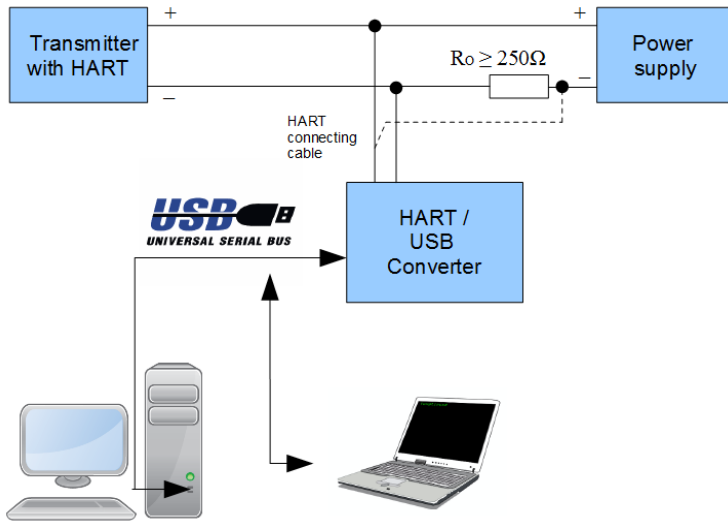 +
+
Transmitter
with HART
Power
supply
Ro ≥ 250Ω
–
–
HART
connecting
cable
USB
UNIVERSAL SERIAL BUS
HART /
USB
Converter